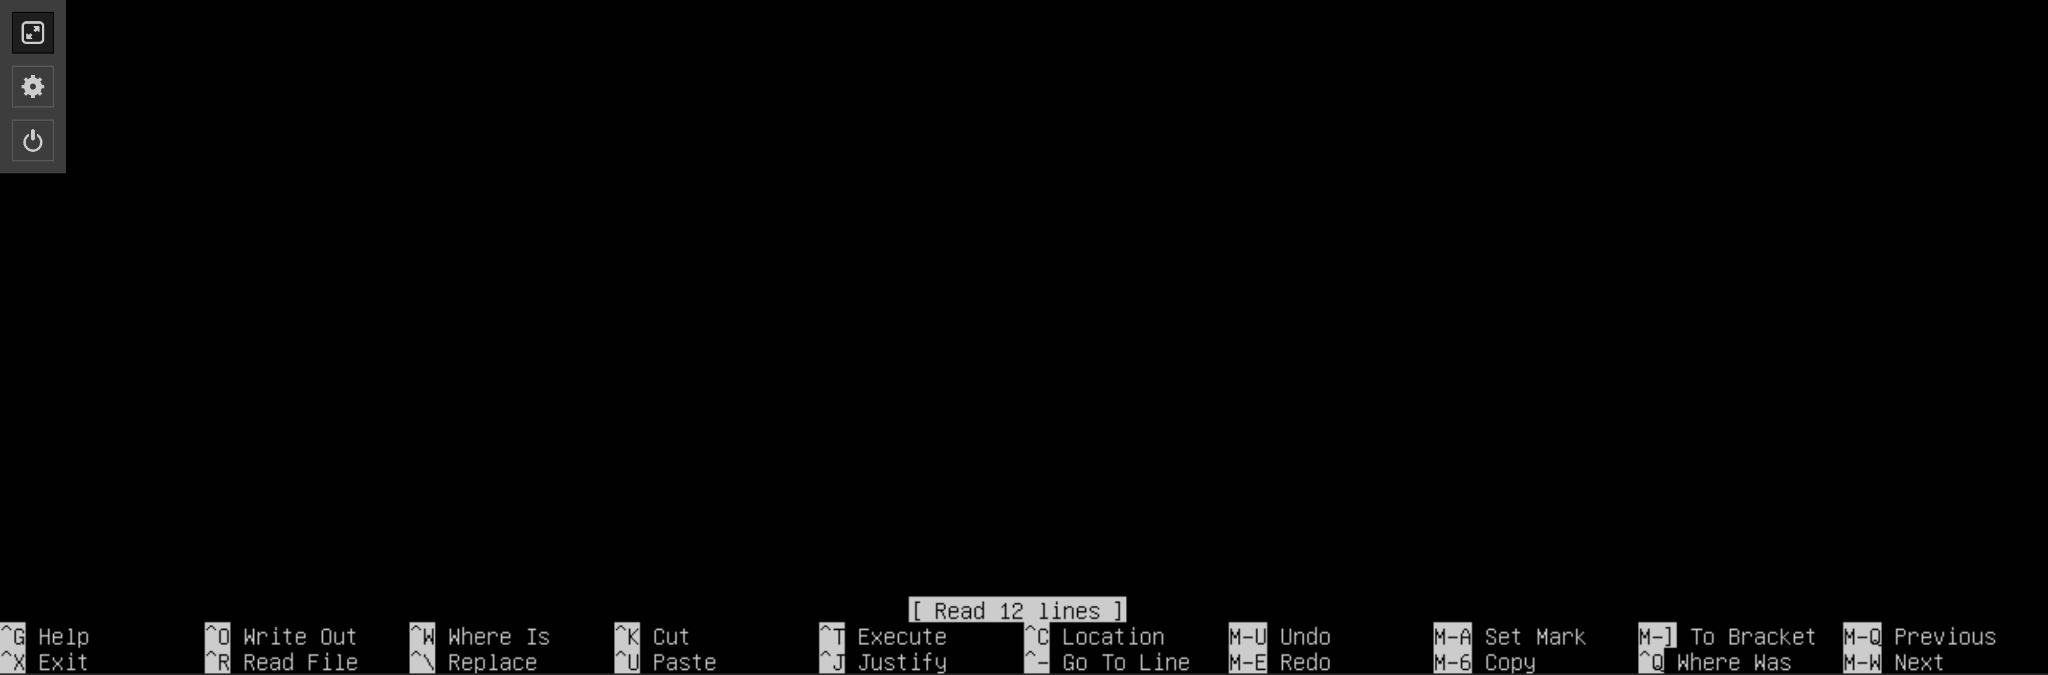 [ Read 12 lines ]
^G Help ^O Write Out ^W Where Is ^K Cut ^T Execute ^C Location M-U Undo M-A Set Mark M-] To Bracket M-Q Previous
^X Exit ^R Read File ^\ Replace ^U Paste ^J Justify ^- Go To Line M-E Redo M-6 Copy ^Q Where Was M-W Next